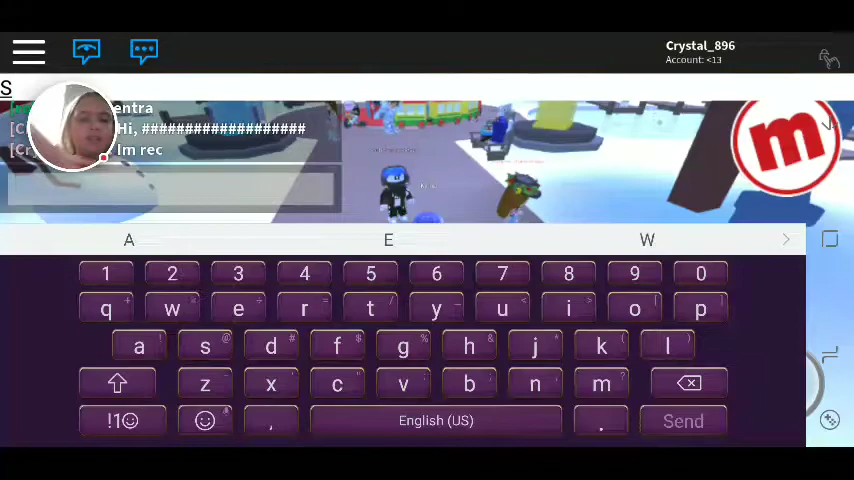 Crystal_896
Account: <13
S
entra
[C Hi, ###################
[Cr Im rec
m
A E W
1 2 3 4 5 6 7 8 9 0
q w e r t y u i o p
a s d f g h j k l
z x c v b n m
!1☺ , English (US) . Send